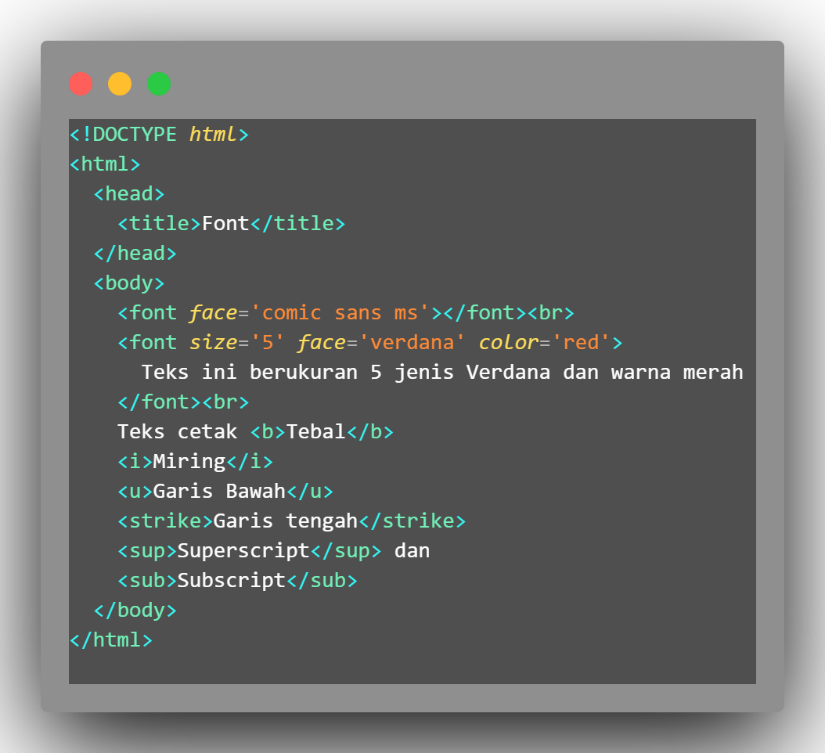 <!DOCTYPE html>
<html>
  <head>
    <title>Font</title>
  </head>
  <body>
    <font face='comic sans ms'></font><br>
    <font size='5' face='verdana' color='red'>
      Teks ini berukuran 5 jenis Verdana dan warna merah
    </font><br>
    Teks cetak <b>Tebal</b>
    <i>Miring</i>
    <u>Garis Bawah</u>
    <strike>Garis tengah</strike>
    <sup>Superscript</sup> dan
    <sub>Subscript</sub>
  </body>
</html>